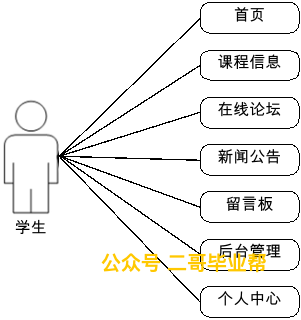 首页
课程信息
在线论坛
新闻公告
学生
留言板
后台管理
公众号 二哥毕业帮
个人中心